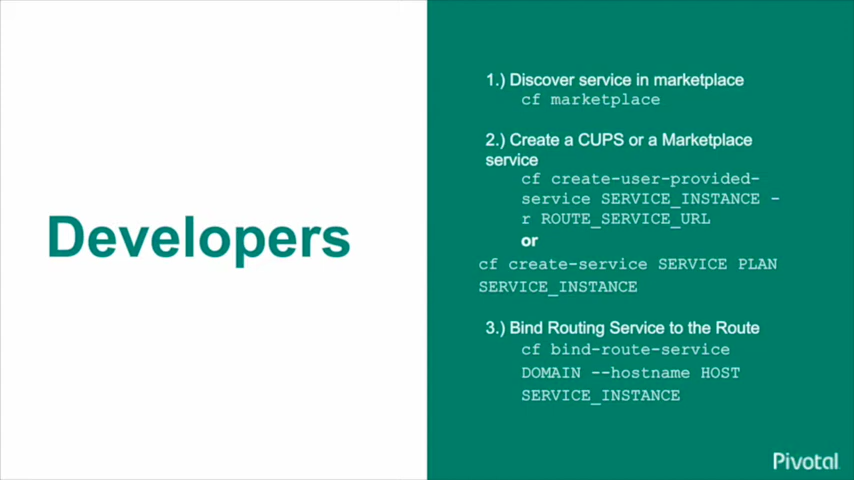 Developers
1.) Discover service in marketplace
cf marketplace
2.) Create a CUPS or a Marketplace
service
cf create-user-provided-
service SERVICE_INSTANCE -
r ROUTE_SERVICE_URL
or
cf create-service SERVICE PLAN
SERVICE_INSTANCE
3.) Bind Routing Service to the Route
cf bind-route-service
DOMAIN --hostname HOST
SERVICE_INSTANCE
Pivotal